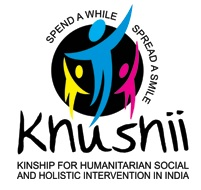 SPEND A WHILE
SPREAD A SMILE
Khushii
KINSHIP FOR HUMANITARIAN SOCIAL
AND HOLISTIC INTERVENTION IN INDIA